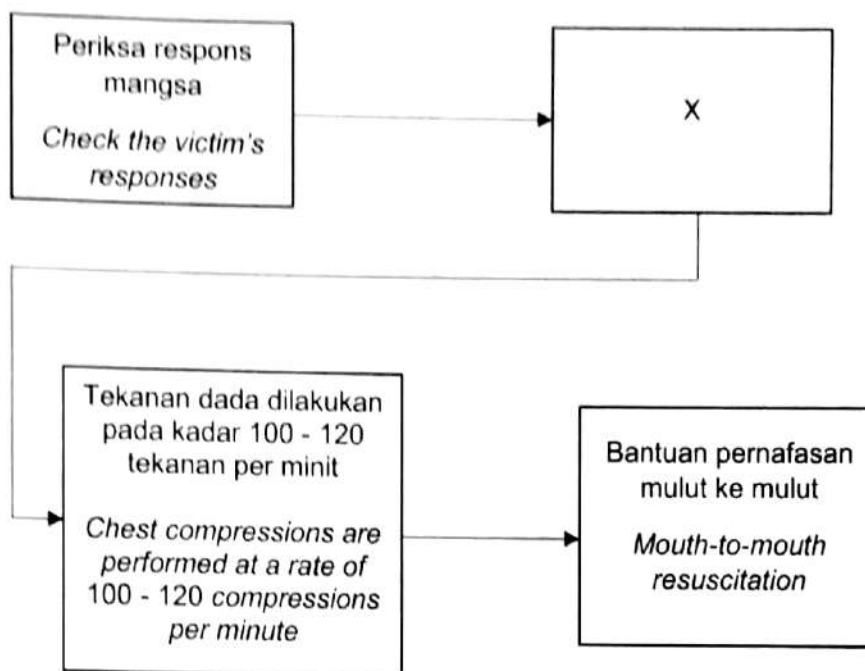 Periksa respons
mangsa
Check the victim's
responses
X
Tekanan dada dilakukan
pada kadar 100 - 120
tekanan per minit
Chest compressions are
performed at a rate of
100 - 120 compressions
per minute
Bantuan pernafasan
mulut ke mulut
Mouth-to-mouth
resuscitation